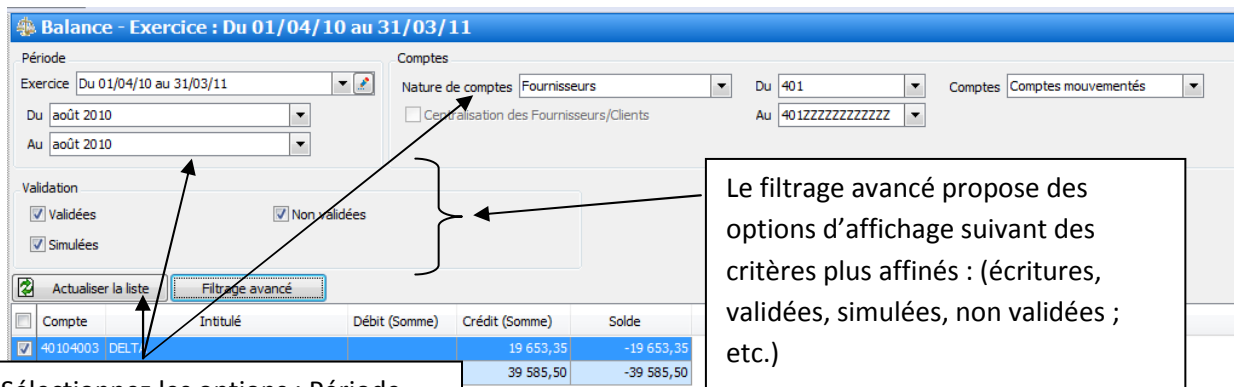 Balance - Exercice : Du 01/04/10 au 31/03/11
Période
Exercice Du 01/04/10 au 31/03/11
Du août 2010
Au août 2010
Comptes
Nature de comptes Fournisseurs
Centralisation des Fournisseurs/Clients
Du 401
Au 401ZZZZZZZZZZZZ
Comptes Comptes mouvementés
Validation
Validées
Non validées
Simulées
Le filtrage avancé propose des
options d’affichage suivant des
critères plus affinés : (écritures,
validées, simulées, non validées ;
etc.)
Actualiser la liste Filtrage avancé
Compte Intitulé Débit (Somme) Crédit (Somme) Solde
40104003 DELTA 19 653,35 -19 653,35
39 585,50 -39 585,50
Sélectionnez les options : Période